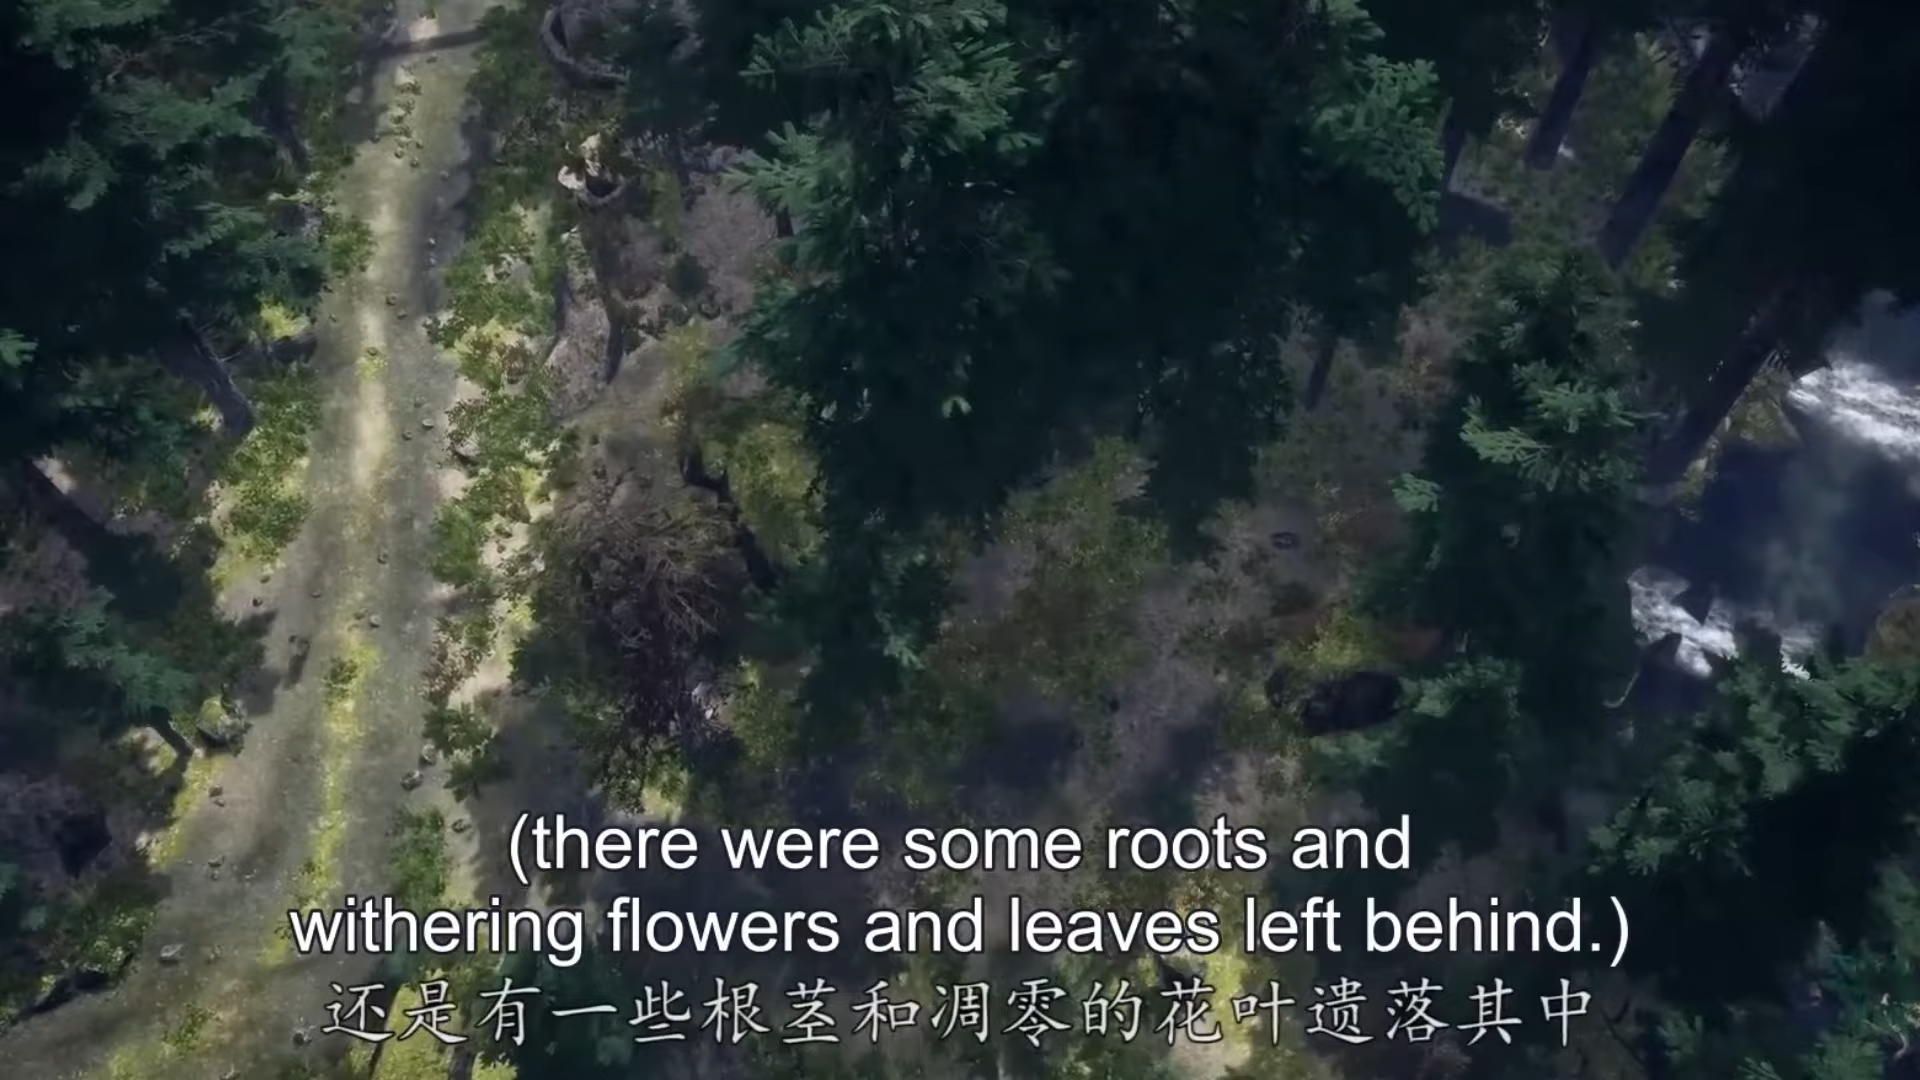 (there were some roots and
withering flowers and leaves left behind.)
还是有一些根茎和凋零的花叶遗落其中